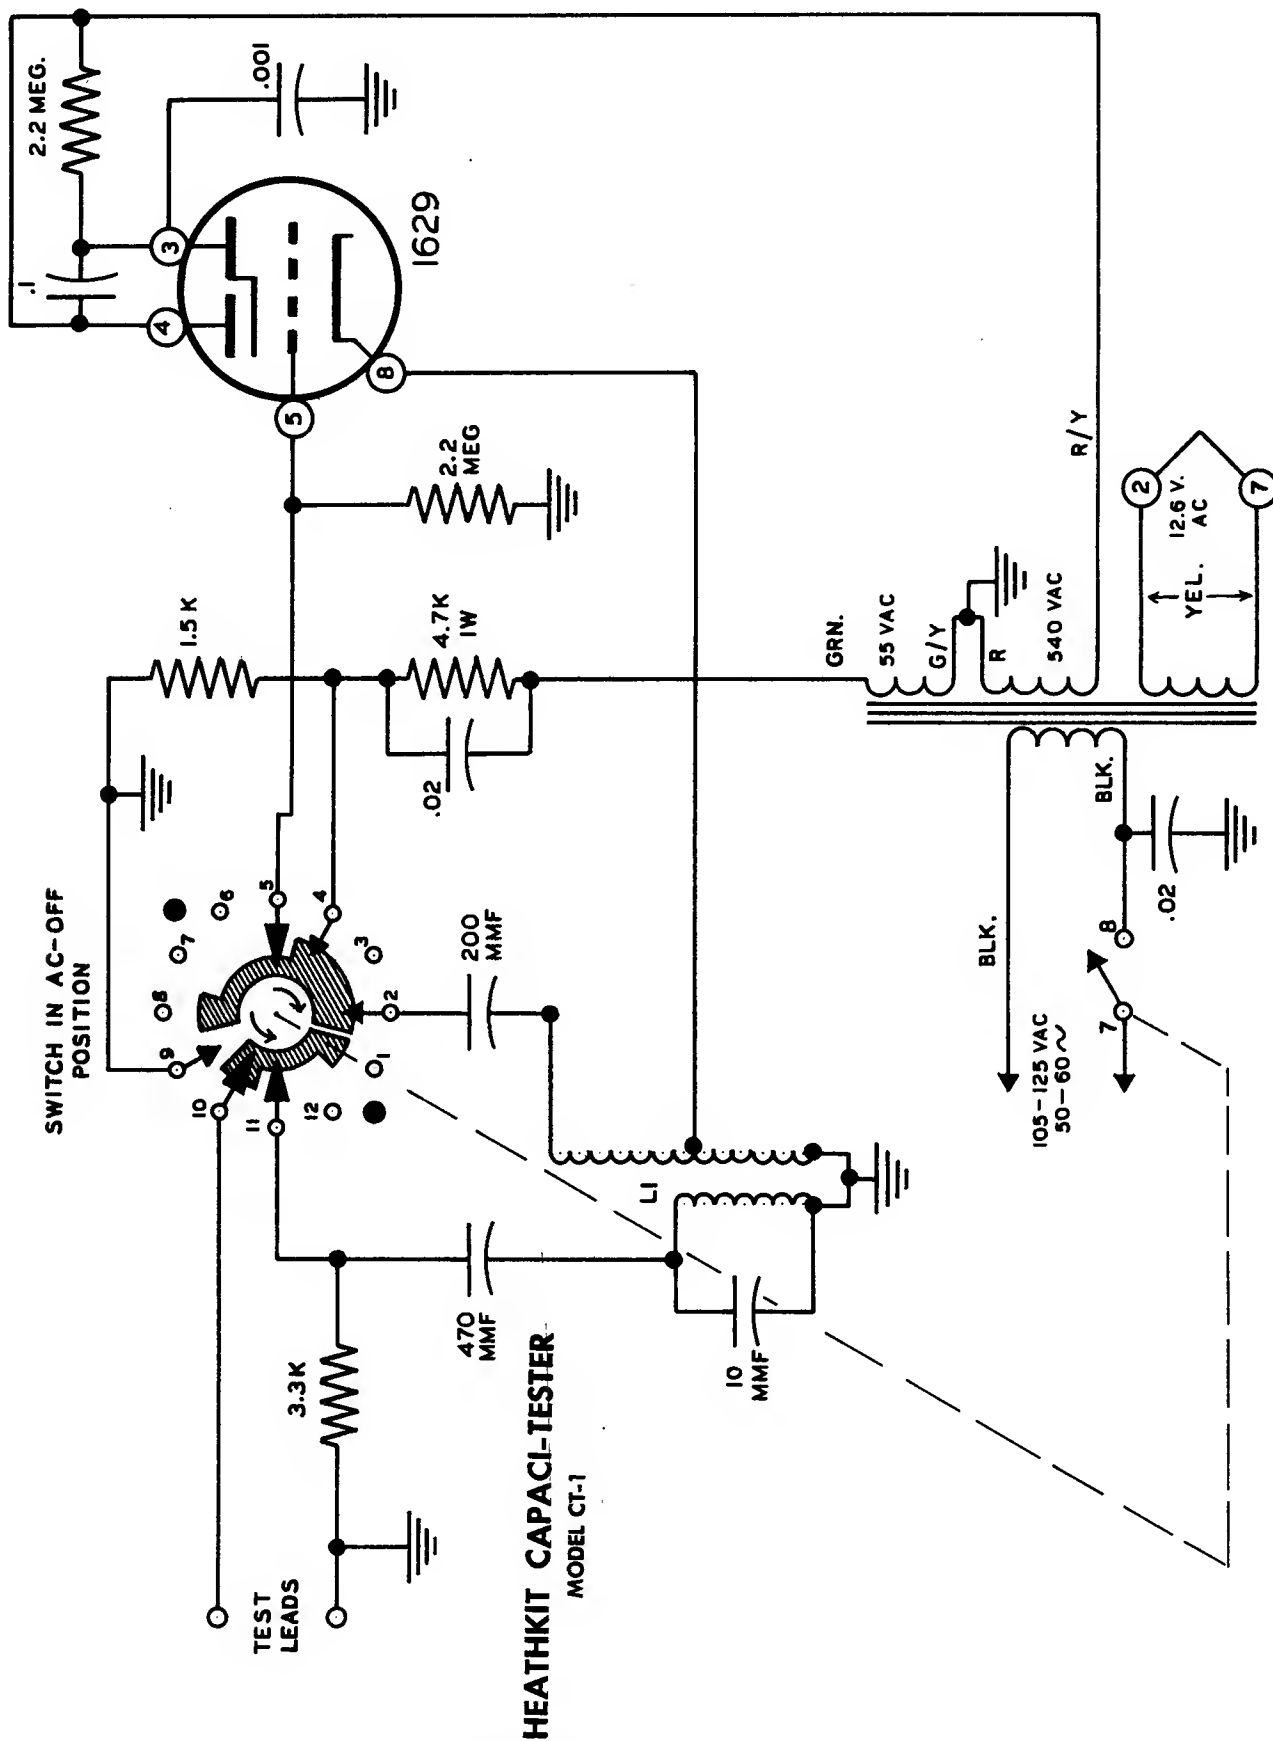 HEATHKIT CAPACI-TESTER
MODEL CT-1
TEST
LEADS
3.3K
470
MMF
10
MMF
L1
SWITCH IN AC-OFF
POSITION
1
2
3
4
5
6
7
8
9
10
11
12
200
MMF
1.5K
.02
4.7K
1W
2.2
MEG
5
4
3
8
1629
.1
2.2 MEG.
.001
105-125 VAC
50-60~
7
8
BLK.
BLK.
.02
GRN.
55 VAC
G/Y
R
540 VAC
R/Y
YEL.
12.6 V.
AC
2
7